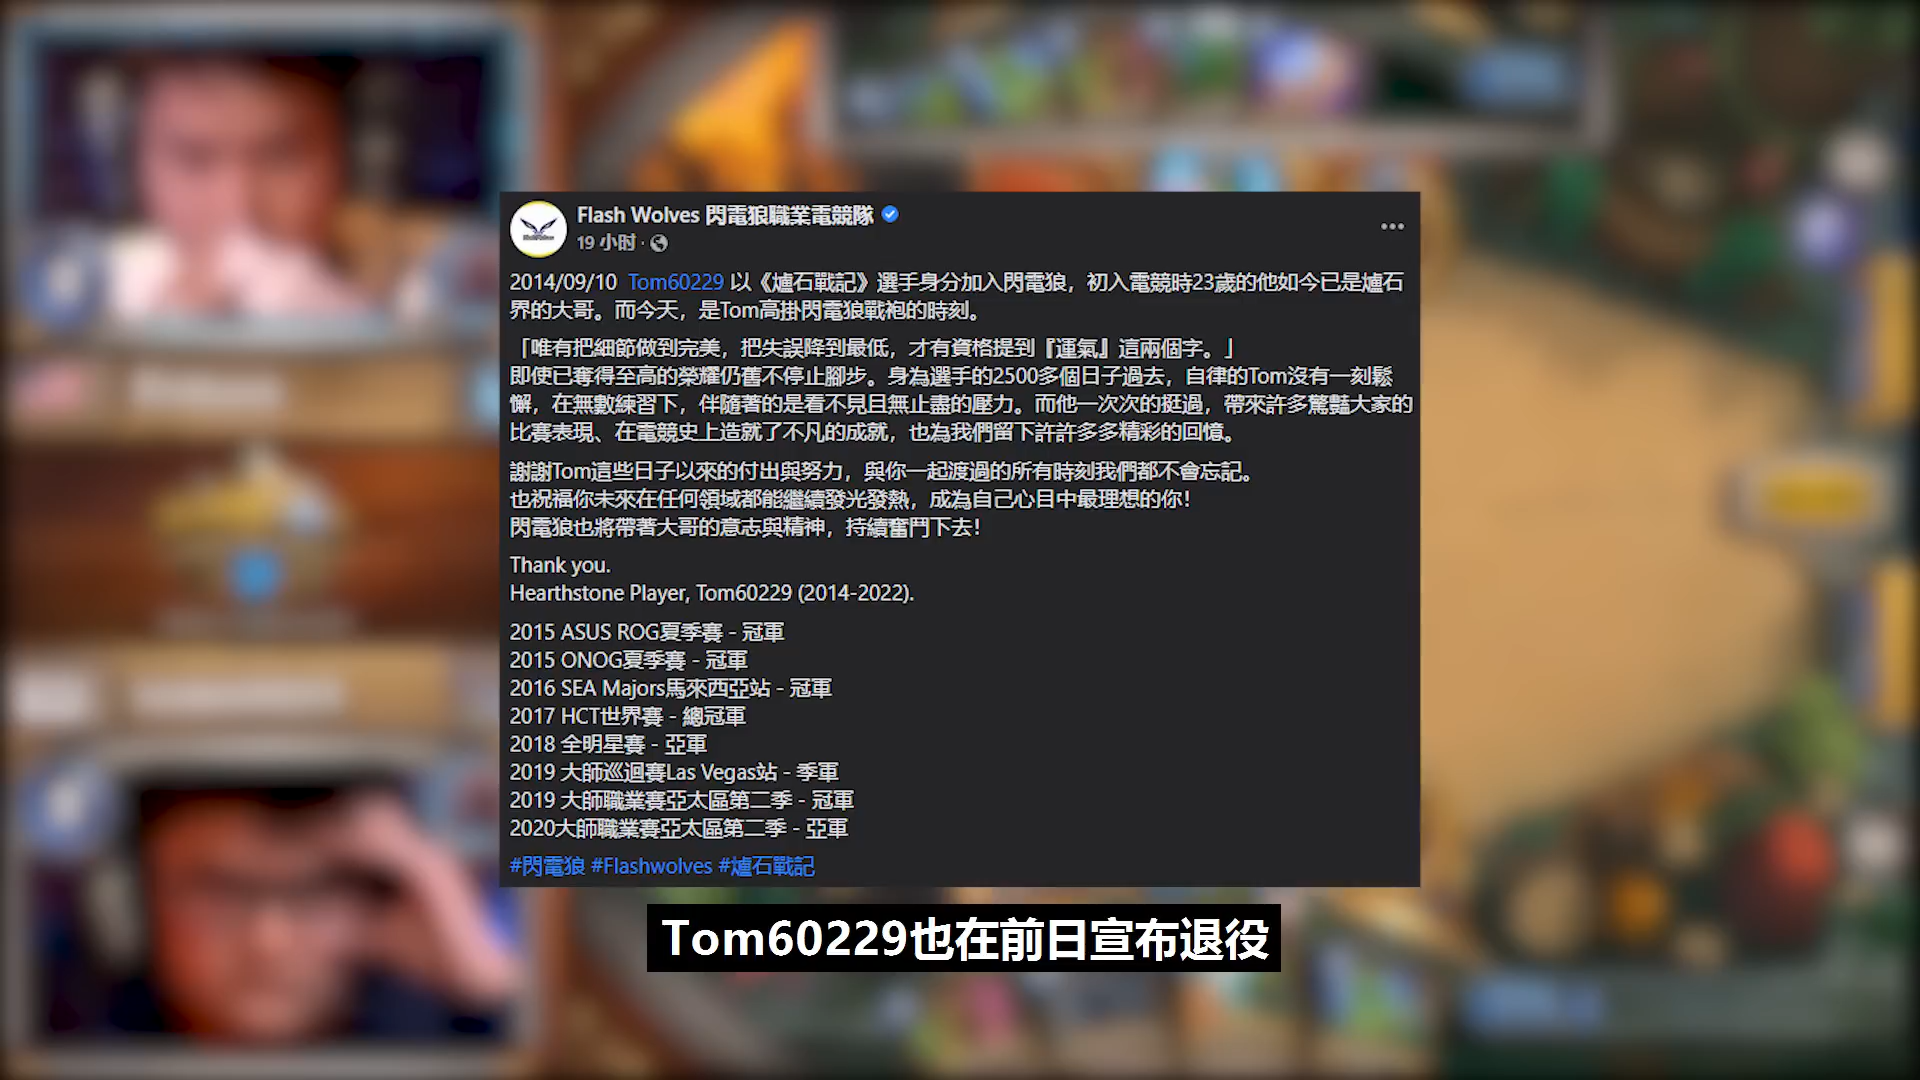 Flash Wolves 閃電狼職業電競隊
19 小时 ·
2014/09/10 Tom60229 以《爐石戰記》選手身分加入閃電狼，初入電競時23歲的他如今已是爐石
界的大哥。而今天，是Tom高掛閃電狼戰袍的時刻。
「唯有把細節做到完美，把失誤降到最低，才有資格提到『運氣』這兩個字。」
即使已奪得至高的榮耀仍舊不停止腳步。身為選手的2500多個日子過去，自律的Tom沒有一刻鬆
懈，在無數練習下，伴隨著的是看不見且無止盡的壓力。而他一次次的挺過，帶來許多驚豔大家的
比賽表現、在電競史上造就了不凡的成就，也為我們留下許許多多精彩的回憶。
謝謝Tom這些日子以來的付出與努力，與你一起渡過的所有時刻我們都不會忘記。
也祝福你未來在任何領域都能繼續發光發熱，成為自己心目中最理想的你！
閃電狼也將帶著大哥的意志與精神，持續奮鬥下去！
Thank you.
Hearthstone Player, Tom60229 (2014-2022).
2015 ASUS ROG夏季賽 - 冠軍
2015 ONOG夏季賽 - 冠軍
2016 SEA Majors馬來西亞站 - 冠軍
2017 HCT世界賽 - 總冠軍
2018 全明星賽 - 亞軍
2019 大師巡迴賽Las Vegas站 - 季軍
2019 大師職業賽亞太區第二季 - 冠軍
2020大師職業賽亞太區第二季 - 亞軍
#閃電狼 #Flashwolves #爐石戰記
Tom60229也在前日宣布退役